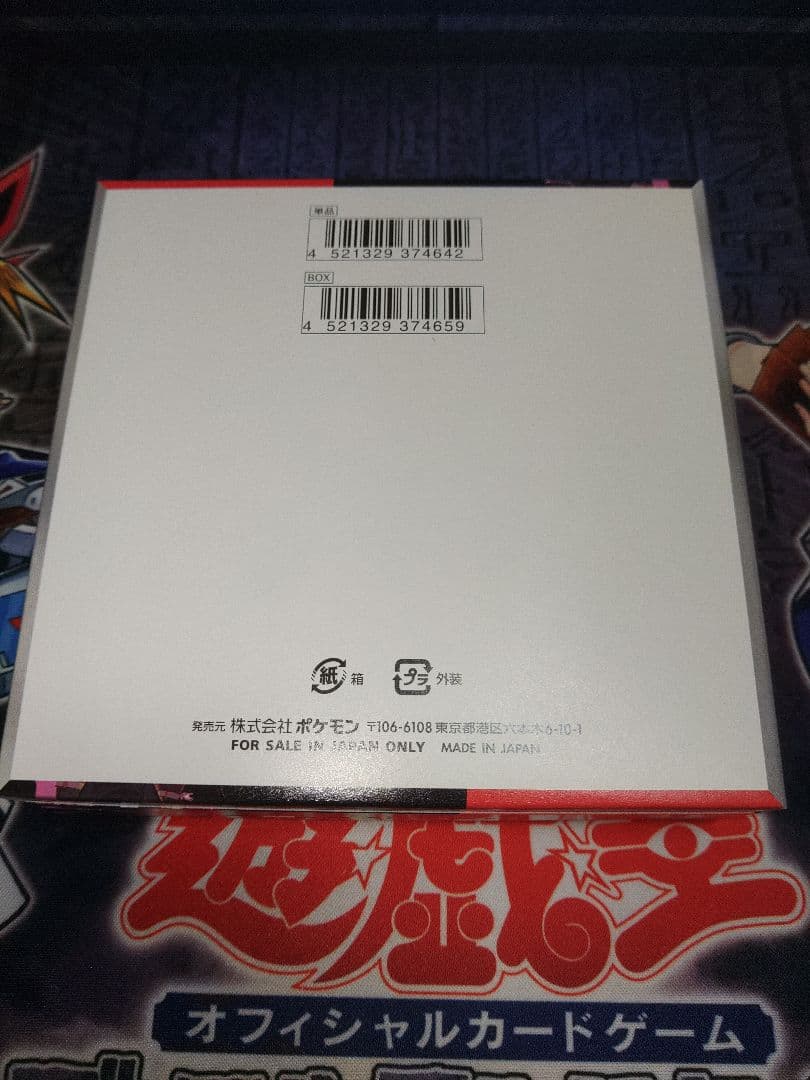 単品
4 521329 374642
BOX
4 521329 374659
紙 箱 プラ 外装
発売元 株式会社 ポケモン 〒106-6108 東京都港区六本木6-10-1
FOR SALE IN JAPAN ONLY MADE IN JAPAN
遊戯王
オフィシャルカードゲーム